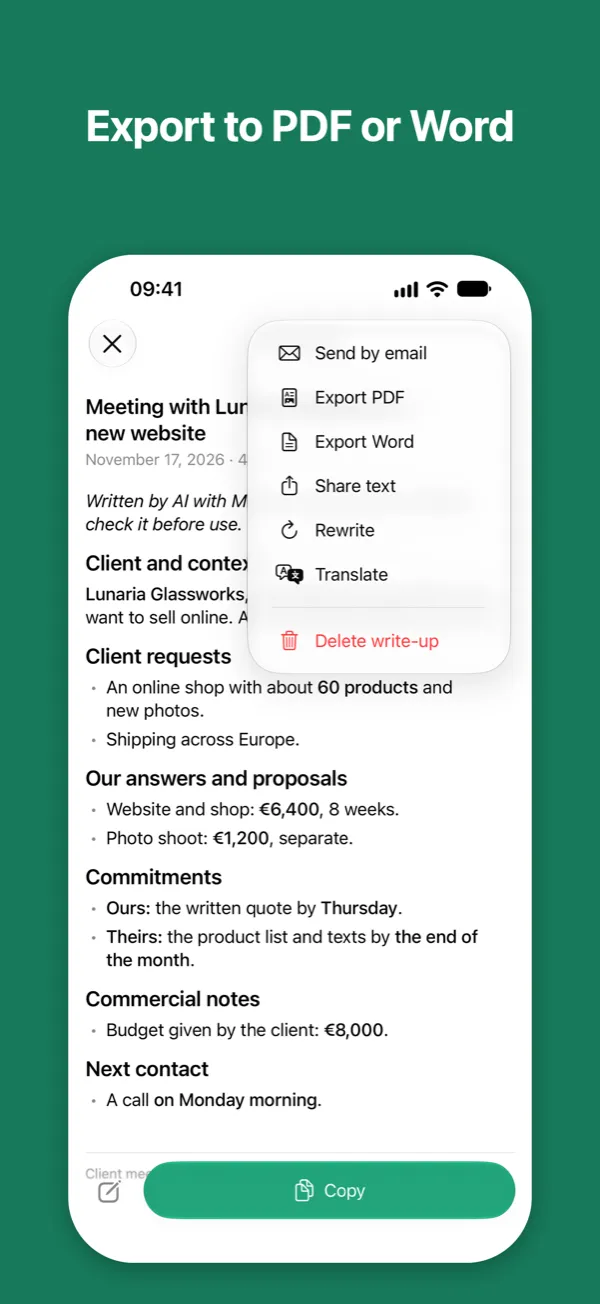 Export to PDF or Word
09:41
Send by email
Export PDF
Export Word
Share text
Rewrite
Translate
Delete write-up
Meeting with
new website
November 17, 2026 ·
Written by AI with
check it before use.
Client and
Lunaria Glassworks,
want to sell online.
Client requests
• An online shop with about 60 products and
new photos.
• Shipping across Europe.
Our answers and proposals
• Website and shop: €6,400, 8 weeks.
• Photo shoot: €1,200, separate.
Commitments
• Ours: the written quote by Thursday.
• Theirs: the product list and texts by the end of
the month.
Commercial notes
• Budget given by the client: €8,000.
Next contact
• A call on Monday morning.
Client
Copy